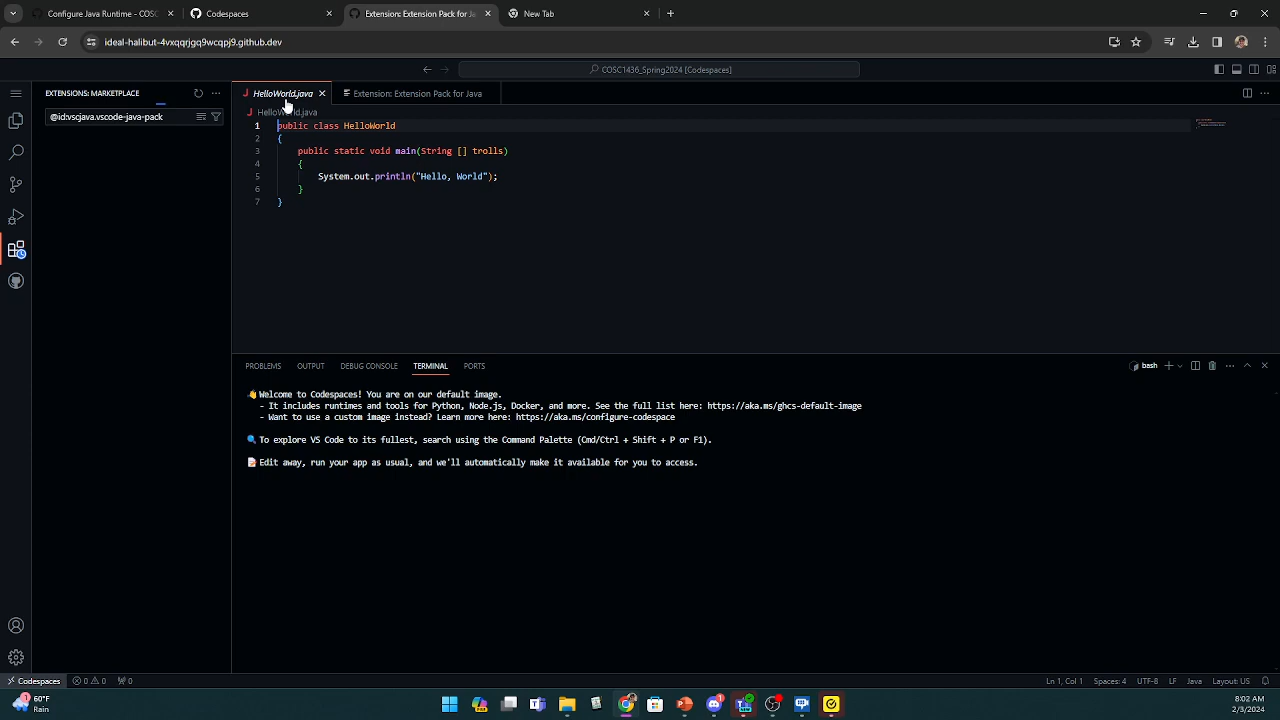 Configure Java Runtime - COSC
Codespaces
Extension: Extension Pack for Ja
New Tab
ideal-halibut-4vxqqrjgq9wcqpj9.github.dev
COSC1436_Spring2024 [Codespaces]
EXTENSIONS: MARKETPLACE
@id:vscjava.vscode-java-pack
HelloWorld.java
Extension: Extension Pack for Java
HelloWorld.java
1 public class HelloWorld
2 {
3 public static void main(String [] trolls)
4 {
5 System.out.println("Hello, World");
6 }
7 }
PROBLEMS OUTPUT DEBUG CONSOLE TERMINAL PORTS
bash
Welcome to Codespaces! You are on our default image.
- It includes runtimes and tools for Python, Node.js, Docker, and more. See the full list here: https://aka.ms/ghcs-default-image
- Want to use a custom image instead? Learn more here: https://aka.ms/configure-codespace
To explore VS Code to its fullest, search using the Command Palette (Cmd/Ctrl + Shift + P or F1).
Edit away, run your app as usual, and we'll automatically make it available for you to access.
Codespaces 0 0 0
Ln 1, Col 1 Spaces: 4 UTF-8 LF Java Layout: US
60°F
Rain
8:02 AM
2/3/2024